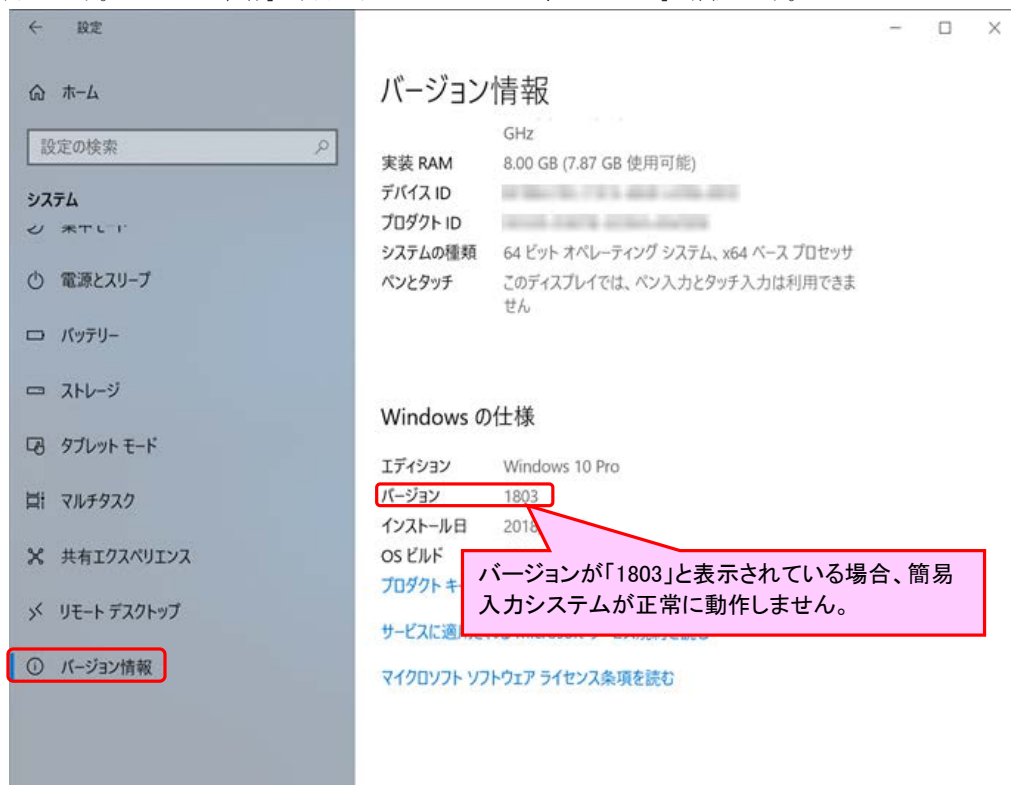 設定
ホーム
設定の検索
システム
電源とスリープ
バッテリー
ストレージ
タブレット モード
マルチタスク
共有エクスペリエンス
リモート デスクトップ
バージョン情報
バージョン情報
GHz
実装 RAM 8.00 GB (7.87 GB 使用可能)
デバイス ID
プロダクト ID
システムの種類 64 ビット オペレーティング システム、x64 ベース プロセッサ
ペンとタッチ このディスプレイでは、ペン入力とタッチ入力は利用できま
せん
Windows の仕様
エディション Windows 10 Pro
バージョン 1803
インストール日 2018
OS ビルド
プロダクト キ
バージョンが「1803」と表示されている場合、簡易
入力システムが正常に動作しません。
サービスに適
マイクロソフト ソフトウェア ライセンス条項を読む